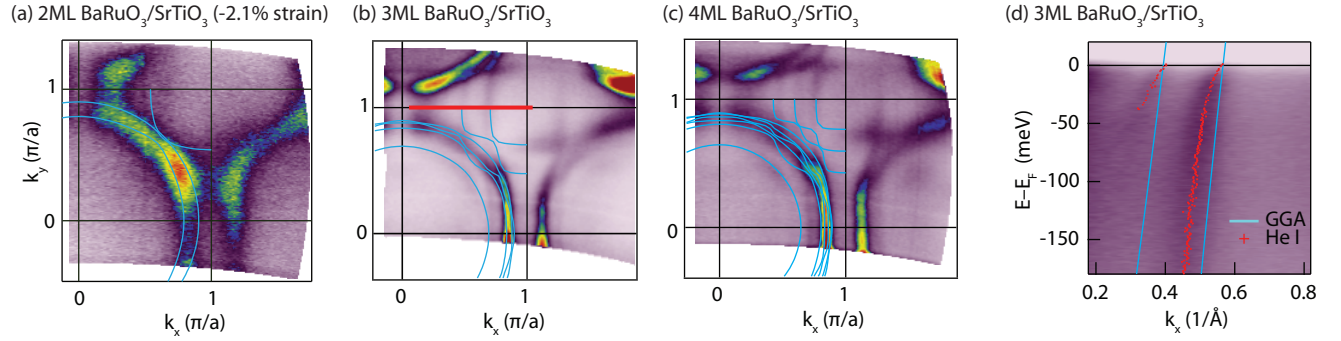 (a) 2ML BaRuO3/SrTiO3 (-2.1% strain)
(b) 3ML BaRuO3/SrTiO3
(c) 4ML BaRuO3/SrTiO3
(d) 3ML BaRuO3/SrTiO3
ky (π/a)
1
0
0
1
kx (π/a)
1
0
0
1
kx (π/a)
1
0
0
1
kx (π/a)
E−EF (meV)
0
-50
-100
-150
GGA
He I
0.2
0.4
0.6
0.8
kx (1/Å)